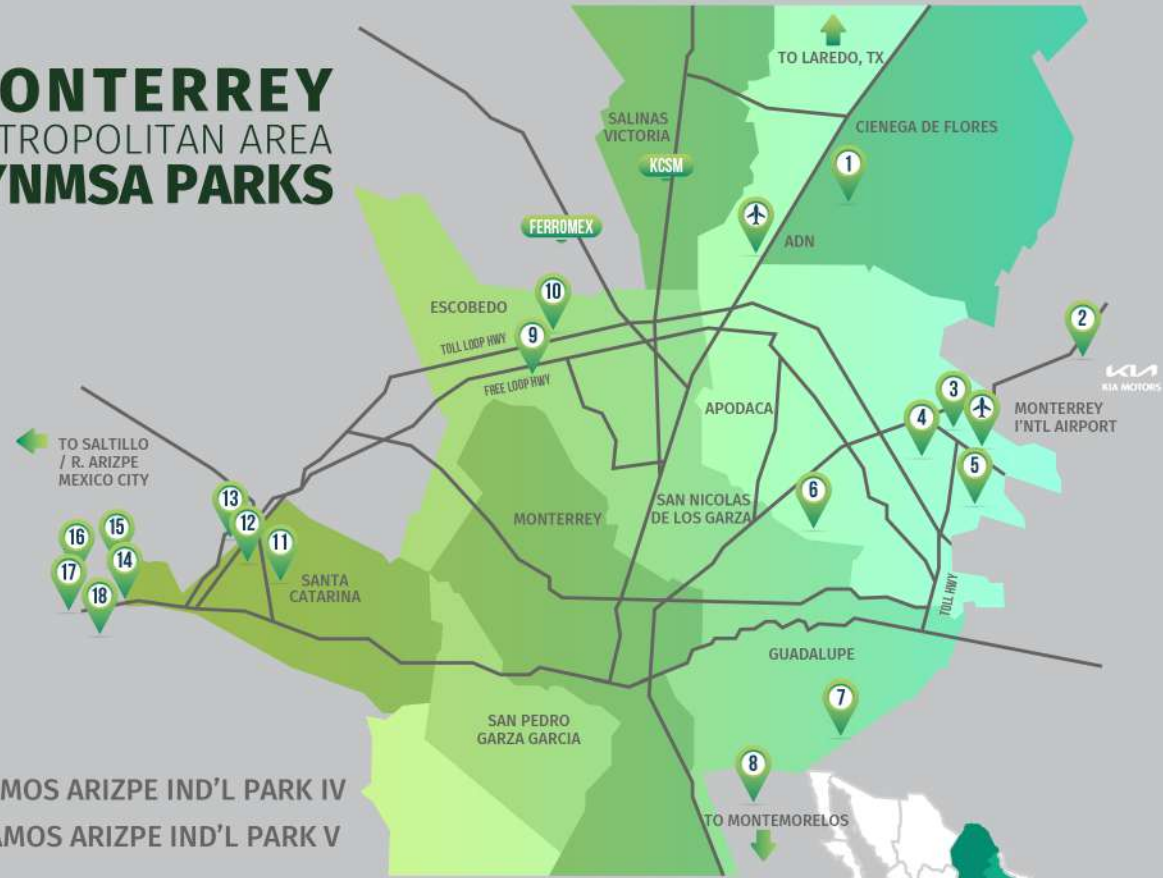 ONTERREY
TROPOLITAN AREA
YNMSA PARKS
TO LAREDO, TX
SALINAS
VICTORIA
CIENEGA DE FLORES
KCSM
1
FERROMEX
ADN
10
ESCOBEDO
2
TOLL LOOP HWY
9
KIA
KIA MOTORS
FREE LOOP HWY
3
APODACA
4
MONTERREY
I'NTL AIRPORT
TO SALTILLO
/ R. ARIZPE
MEXICO CITY
5
13
6
SAN NICOLAS
DE LOS GARZA
MONTERREY
12
15
16
11
14
17
18
SANTA
CATARINA
TOLL HWY
GUADALUPE
7
SAN PEDRO
GARZA GARCIA
8
MOS ARIZPE IND'L PARK IV
AMOS ARIZPE IND'L PARK V
TO MONTEMORELOS